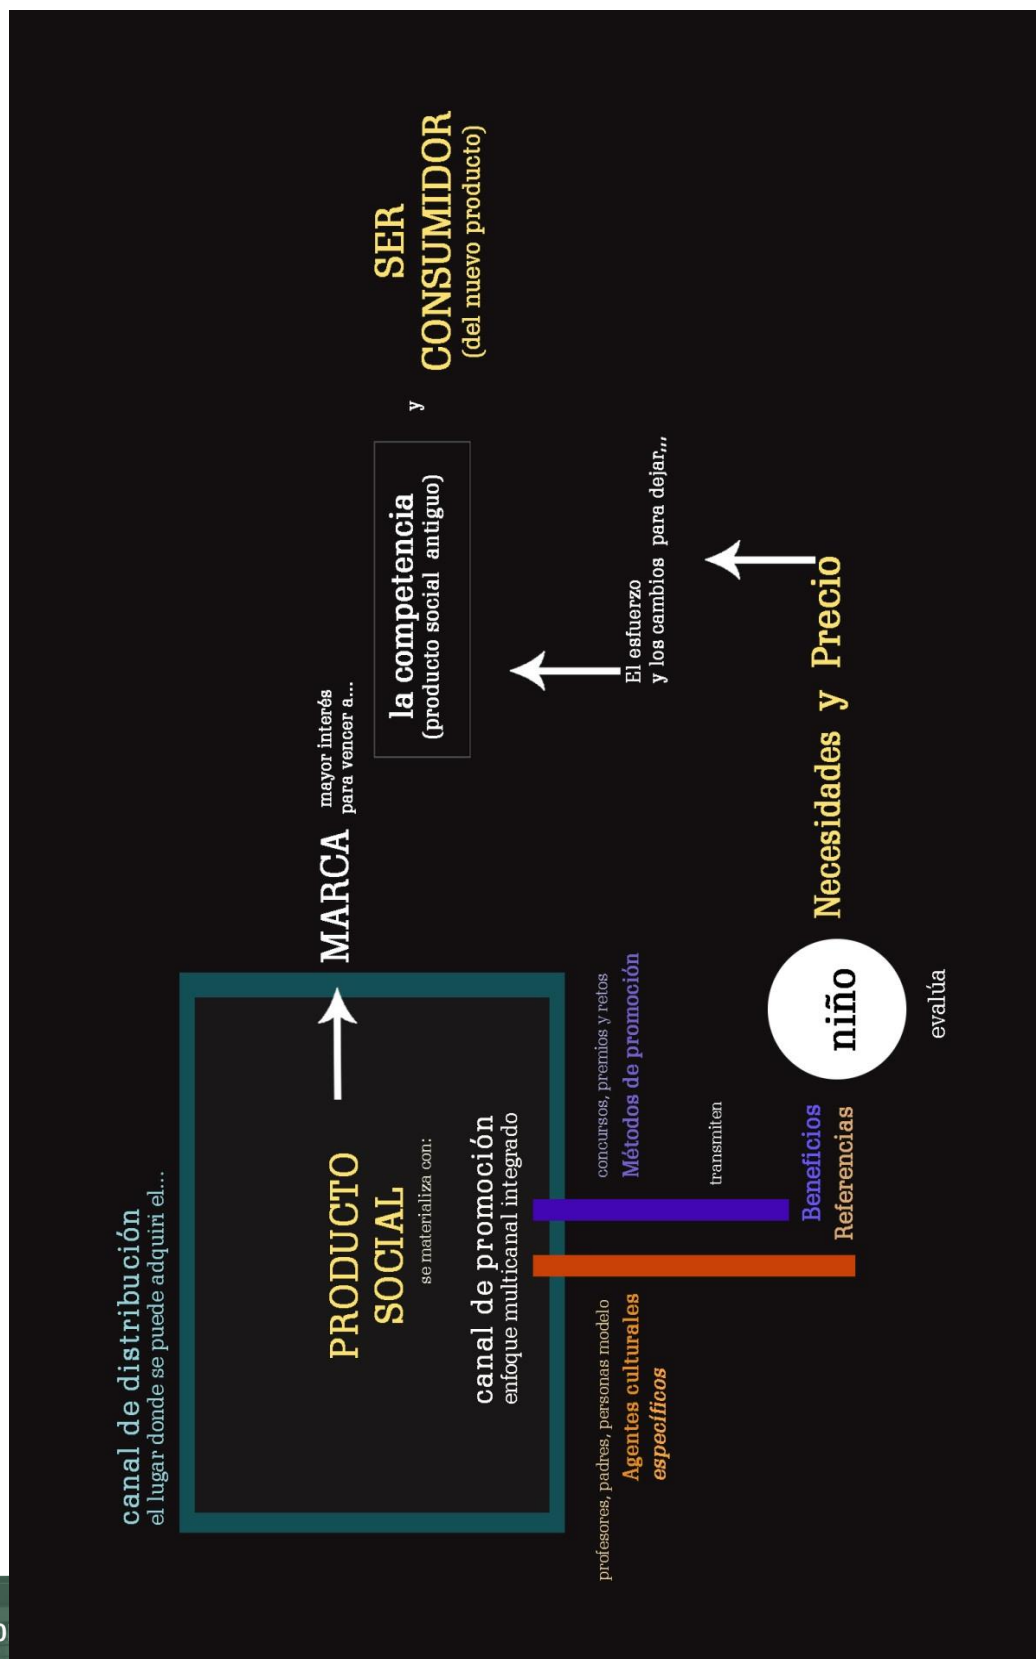 canal de distribución
el lugar donde se puede adquiri el...
PRODUCTO
SOCIAL
se materializa con:
canal de promoción
enfoque multicanal integrado
MARCA
mayor interés
para vencer a...
la competencia
(producto social antiguo)
y
SER
CONSUMIDOR
(del nuevo producto)
profesores, padres, personas modelo
Agentes culturales
específicos
concursos, premios y retos
Métodos de promoción
transmiten
Beneficios
Referencias
niño
evalúa
Necesidades y Precio
El esfuerzo
y los cambios para dejar,,,